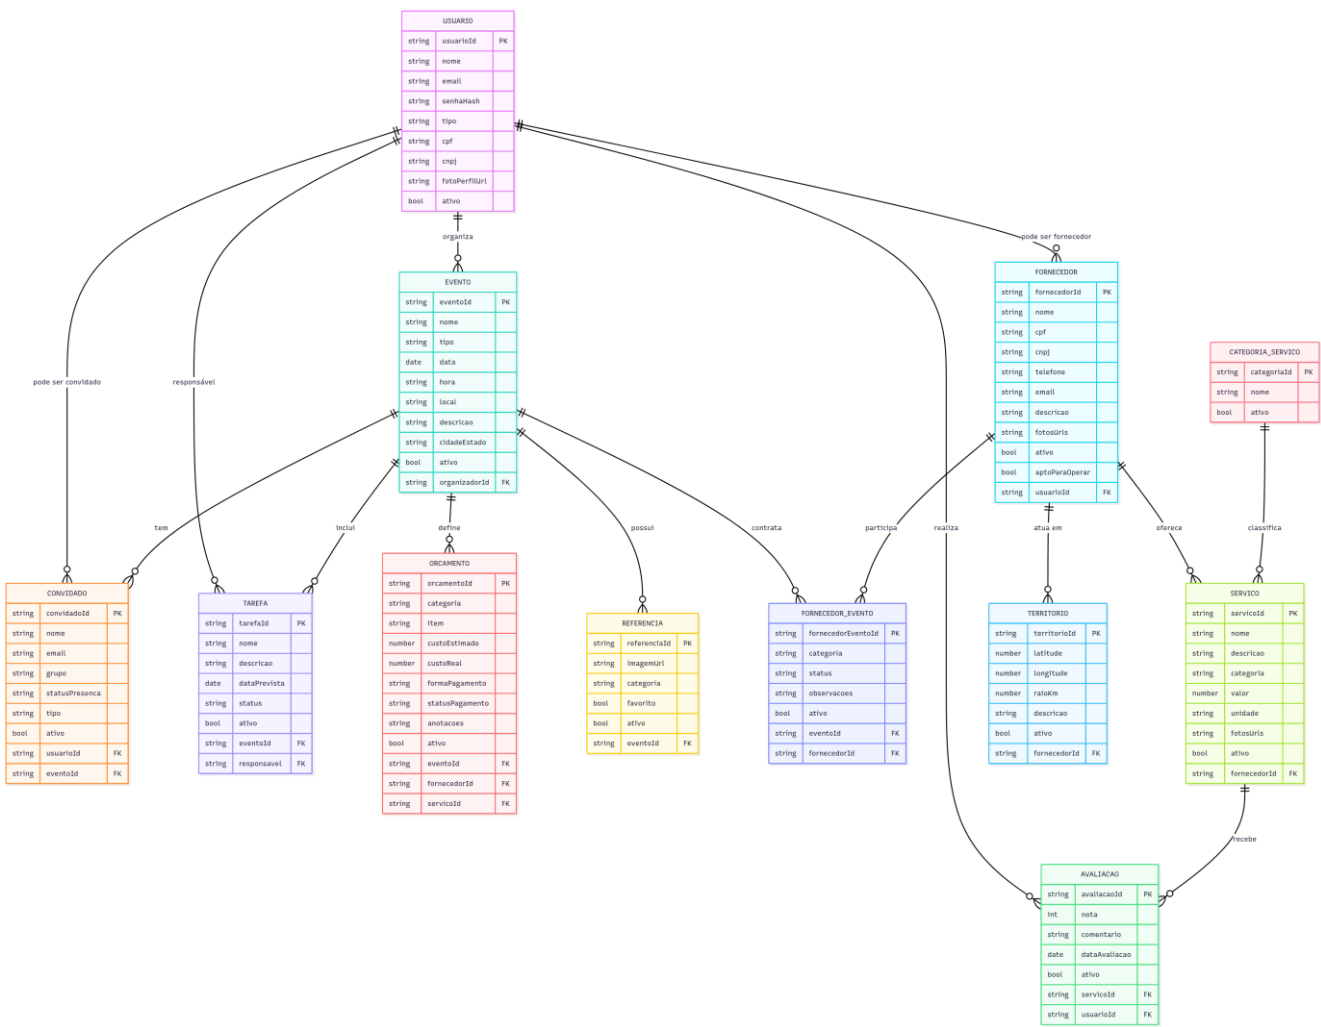 USUARIO
string usuarioId PK
string nome
string email
string senhaHash
string tipo
string cpf
string cnpj
string fotoPerfilUrl
bool ativo
organiza
pode ser fornecedor
pode ser convidado
responsável
EVENTO
string eventoId PK
string nome
string tipo
date data
string hora
string local
string descricao
string cidadeEstado
bool ativo
string organizadorId FK
FORNECEDOR
string fornecedorId PK
string nome
string cpf
string cnpj
string telefone
string email
string descricao
string fotosUrls
bool ativo
bool aptoParaOperar
string usuarioId FK
CATEGORIA_SERVICO
string categoriaId PK
string nome
bool ativo
tem
inclui
define
possui
contrata
participa
realiza
atua em
oferece
classifica
CONVIDADO
string convidadoId PK
string nome
string email
string grupo
string statusPresenca
string tipo
bool ativo
string usuarioId FK
string eventoId FK
TAREFA
string tarefaId PK
string nome
string descricao
date dataPrevista
string status
bool ativo
string eventoId FK
string responsavel FK
ORCAMENTO
string orcamentoId PK
string categoria
string item
number custoEstimado
number custoReal
string formaPagamento
string statusPagamento
string anotacoes
bool ativo
string eventoId FK
string fornecedorId FK
string servicoId FK
REFERENCIA
string referenciaId PK
string imagemUrl
string categoria
bool favorito
bool ativo
string eventoId FK
FORNECEDOR_EVENTO
string fornecedorEventoId PK
string categoria
string status
string observacoes
bool ativo
string eventoId FK
string fornecedorId FK
TERRITORIO
string territorioId PK
number latitude
number longitude
number raioKm
string descricao
bool ativo
string fornecedorId FK
SERVICO
string servicoId PK
string nome
string descricao
string categoria
number valor
string unidade
string fotosUrls
bool ativo
string fornecedorId FK
recebe
AVALIACAO
string avaliacaoId PK
int nota
string comentario
date dataAvaliacao
bool ativo
string servicoId FK
string usuarioId FK